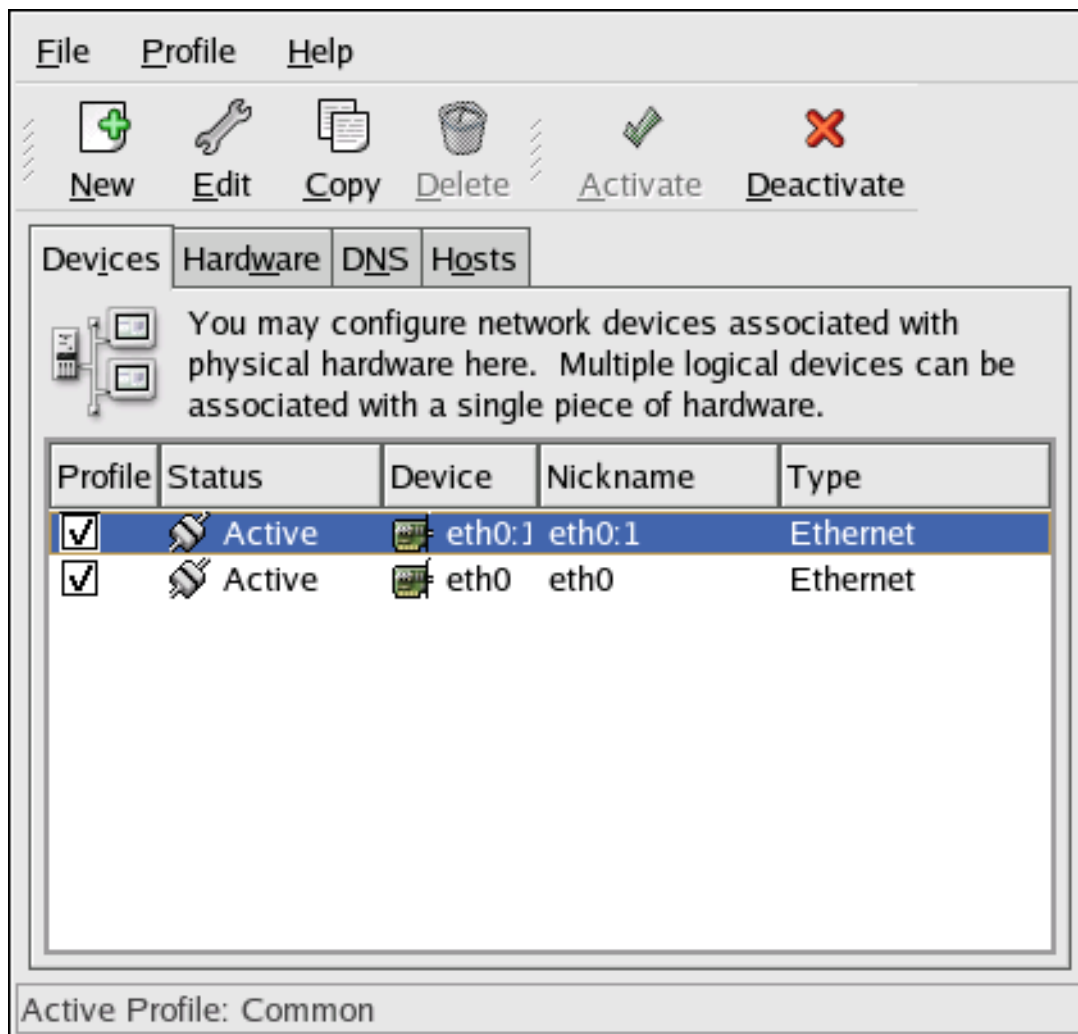 File Profile Help
New Edit Copy Delete Activate Deactivate
Devices Hardware DNS Hosts
You may configure network devices associated with
physical hardware here. Multiple logical devices can be
associated with a single piece of hardware.
Profile Status Device Nickname Type
Active eth0:1 eth0:1 Ethernet
Active eth0 eth0 Ethernet
Active Profile: Common